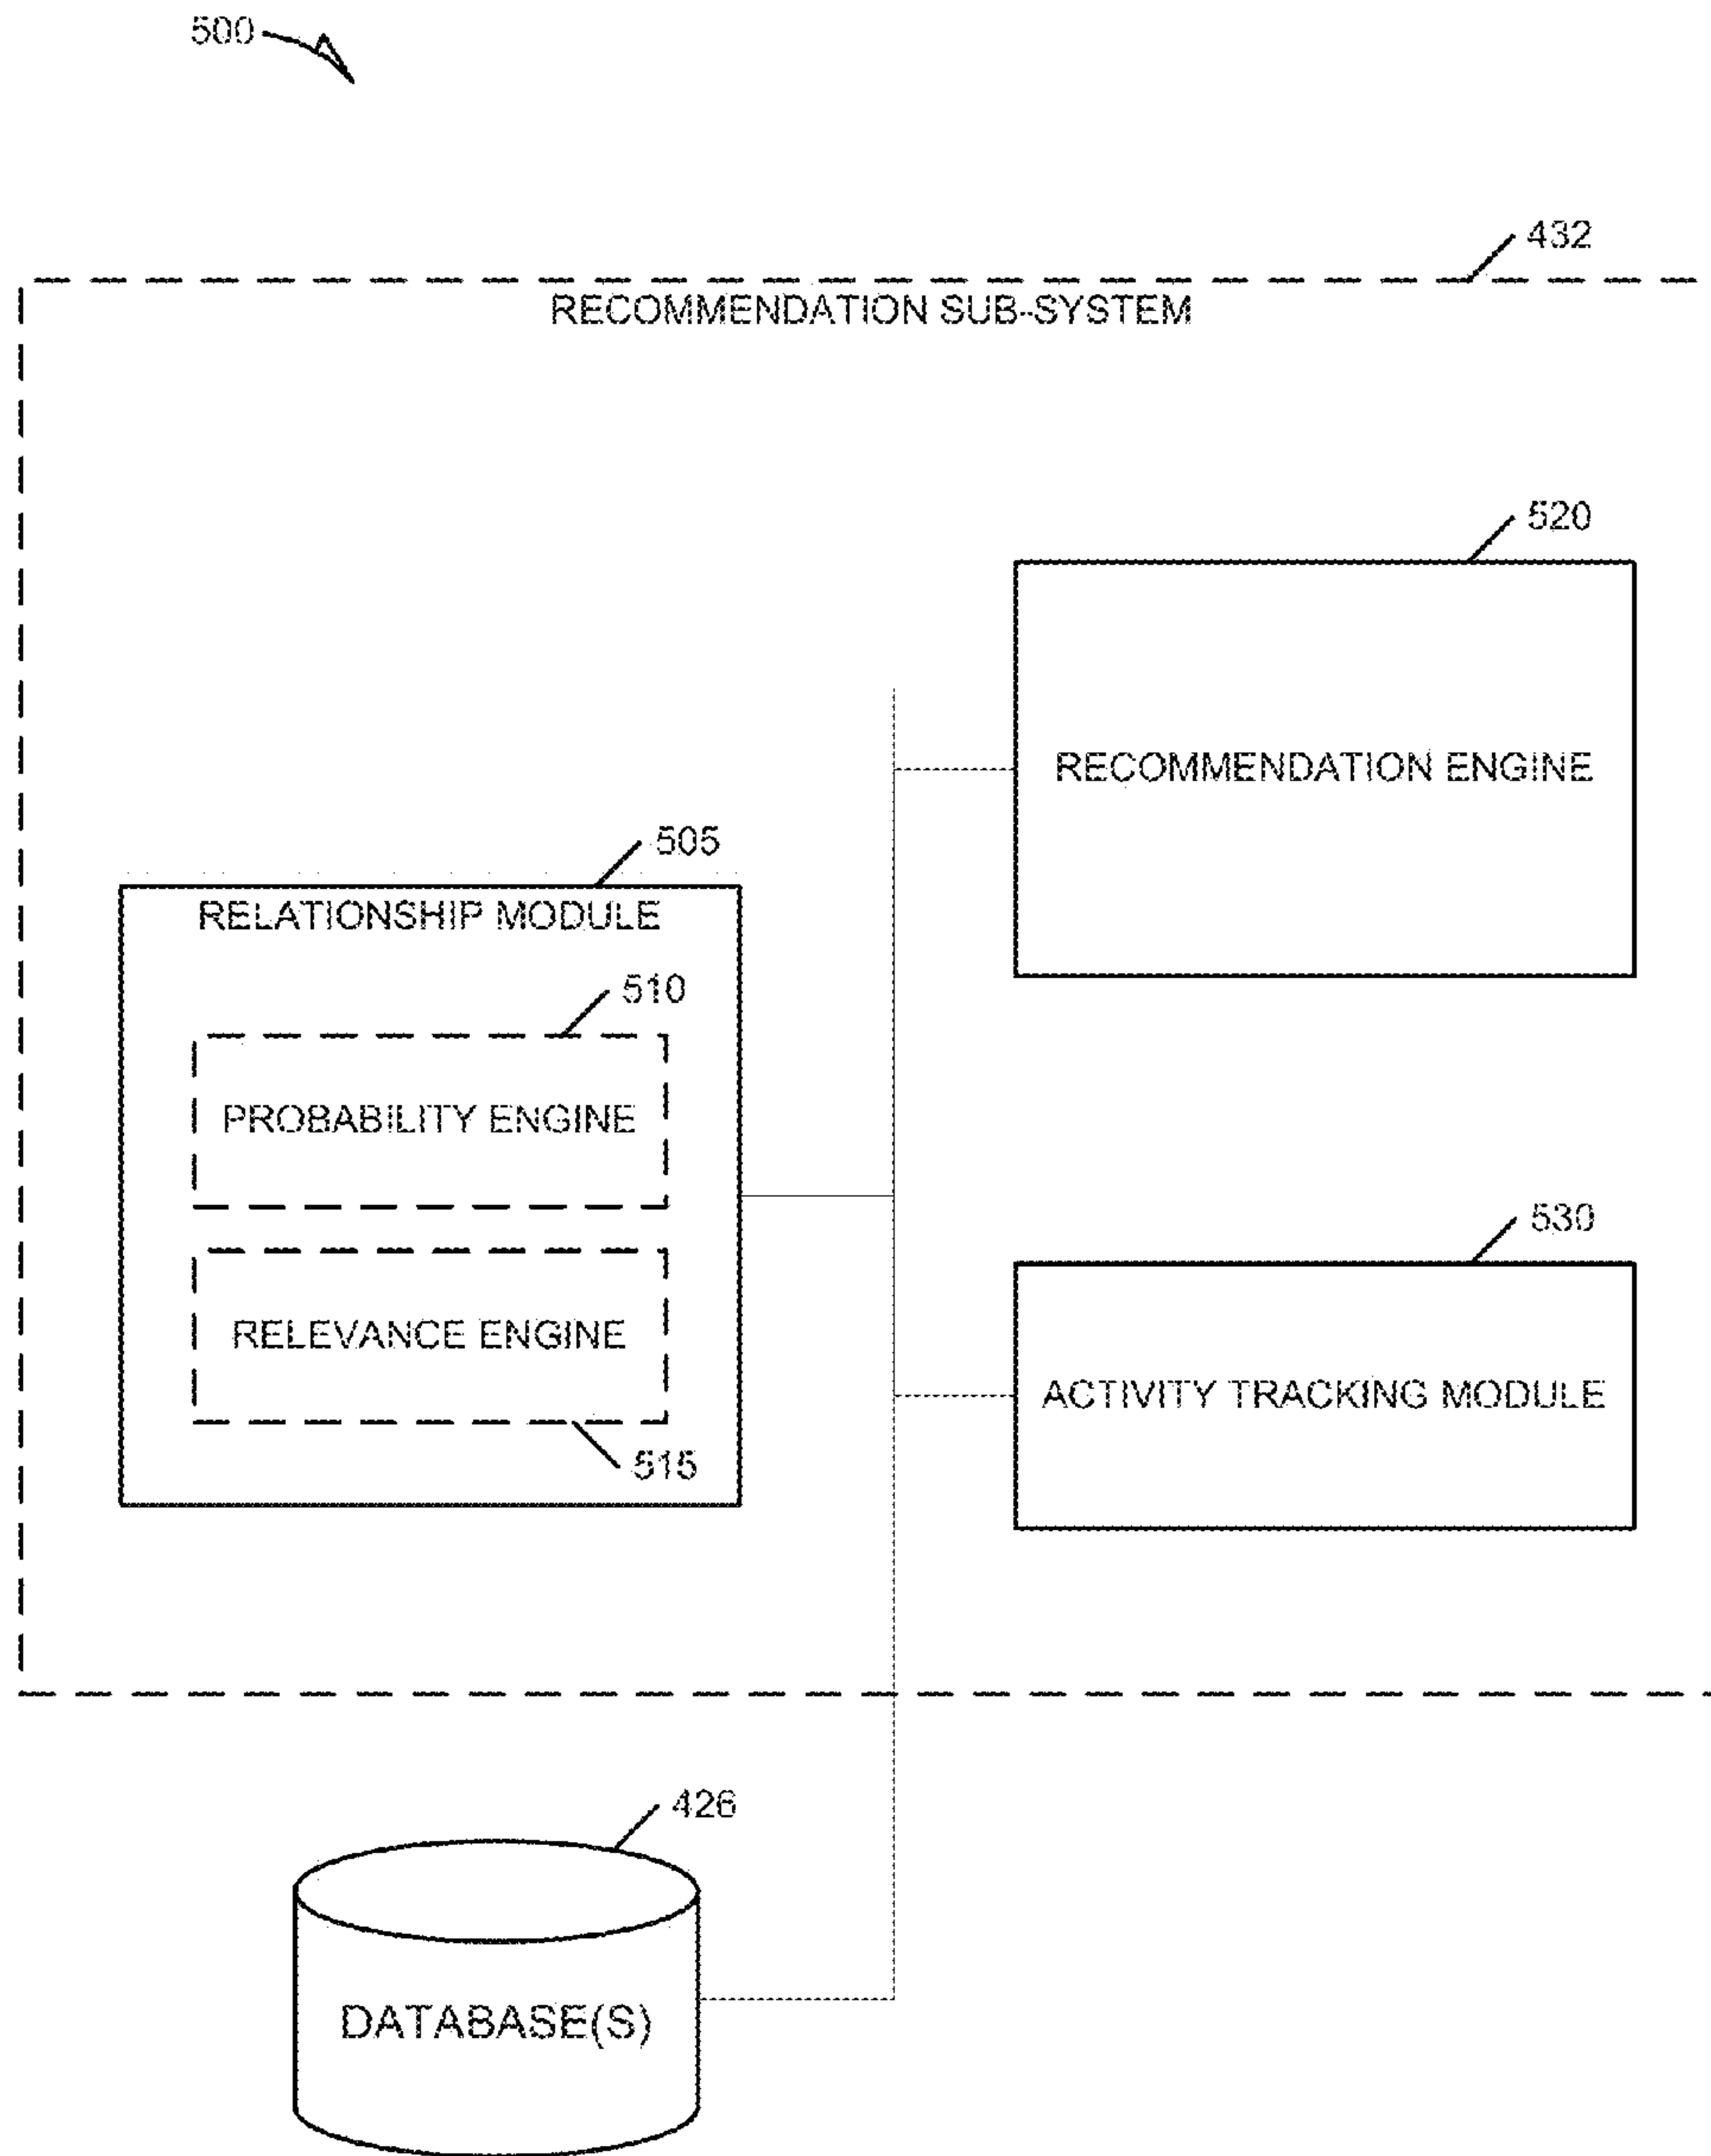 500
432
RECOMMENDATION SUB-SYSTEM
520
RECOMMENDATION ENGINE
505
RELATIONSHIP MODULE
510
PROBABILITY ENGINE
530
RELEVANCE ENGINE
ACTIVITY TRACKING MODULE
515
426
DATABASE(S)